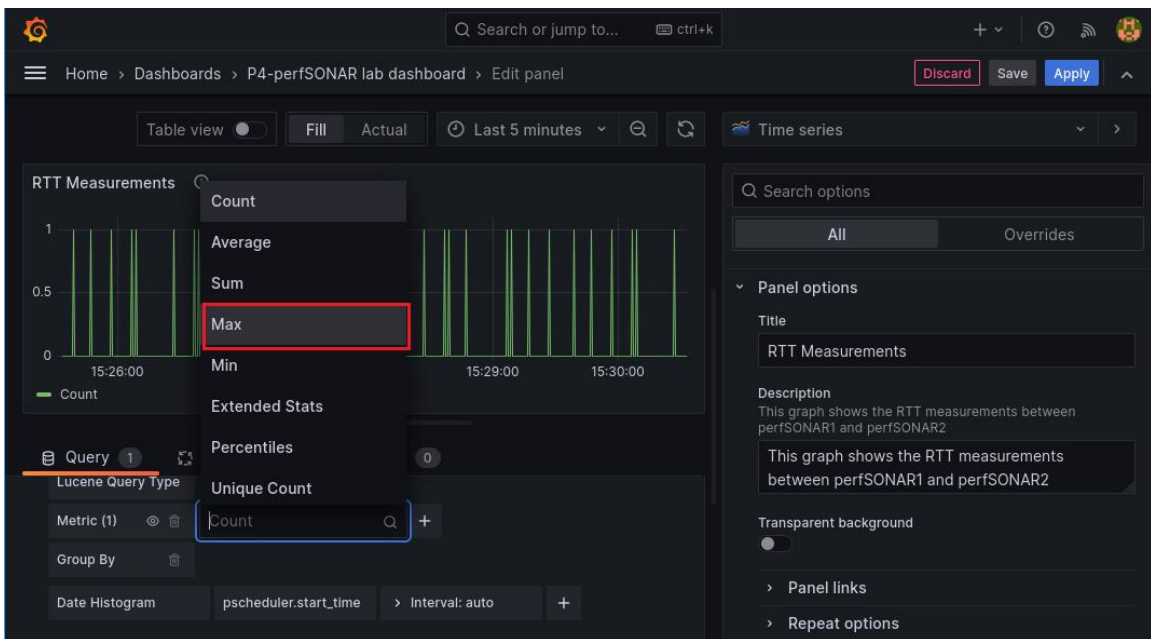 Search or jump to... ctrl+k
Home > Dashboards > P4-perfSONAR lab dashboard > Edit panel
Discard Save Apply
Table view Fill Actual Last 5 minutes
Time series
RTT Measurements
1
0.5
0
15:26:00 15:29:00 15:30:00
Count
Count
Average
Sum
Max
Min
Extended Stats
Percentiles
Unique Count
Query 1
0
Lucene Query Type
Metric (1) Count +
Group By
Date Histogram pscheduler.start_time > Interval: auto +
Search options
All Overrides
Panel options
Title
RTT Measurements
Description
This graph shows the RTT measurements between
perfSONAR1 and perfSONAR2
This graph shows the RTT measurements
between perfSONAR1 and perfSONAR2
Transparent background
> Panel links
> Repeat options